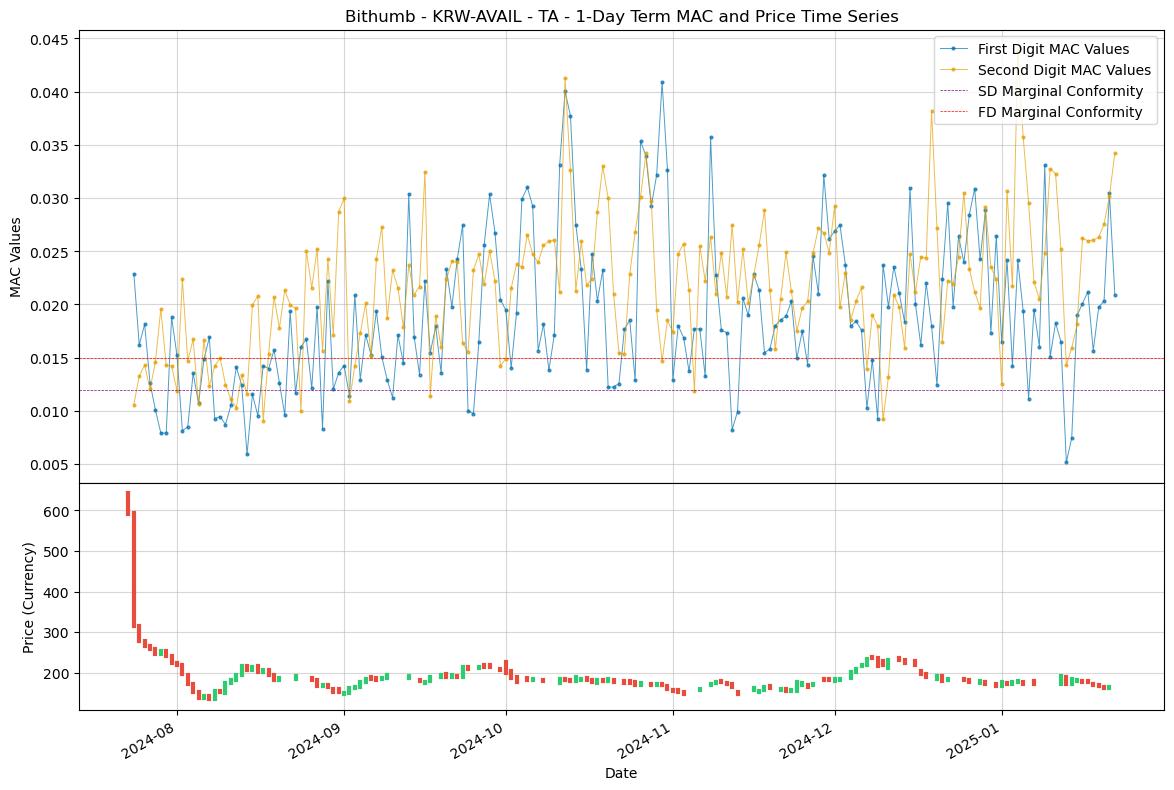 Bithumb - KRW-AVAIL - TA - 1-Day Term MAC and Price Time Series
First Digit MAC Values
Second Digit MAC Values
SD Marginal Conformity
FD Marginal Conformity
MAC Values
0.045
0.040
0.035
0.030
0.025
0.020
0.015
0.010
0.005
Price (Currency)
600
500
400
300
200
2024-08
2024-09
2024-10
2024-11
2024-12
2025-01
Date